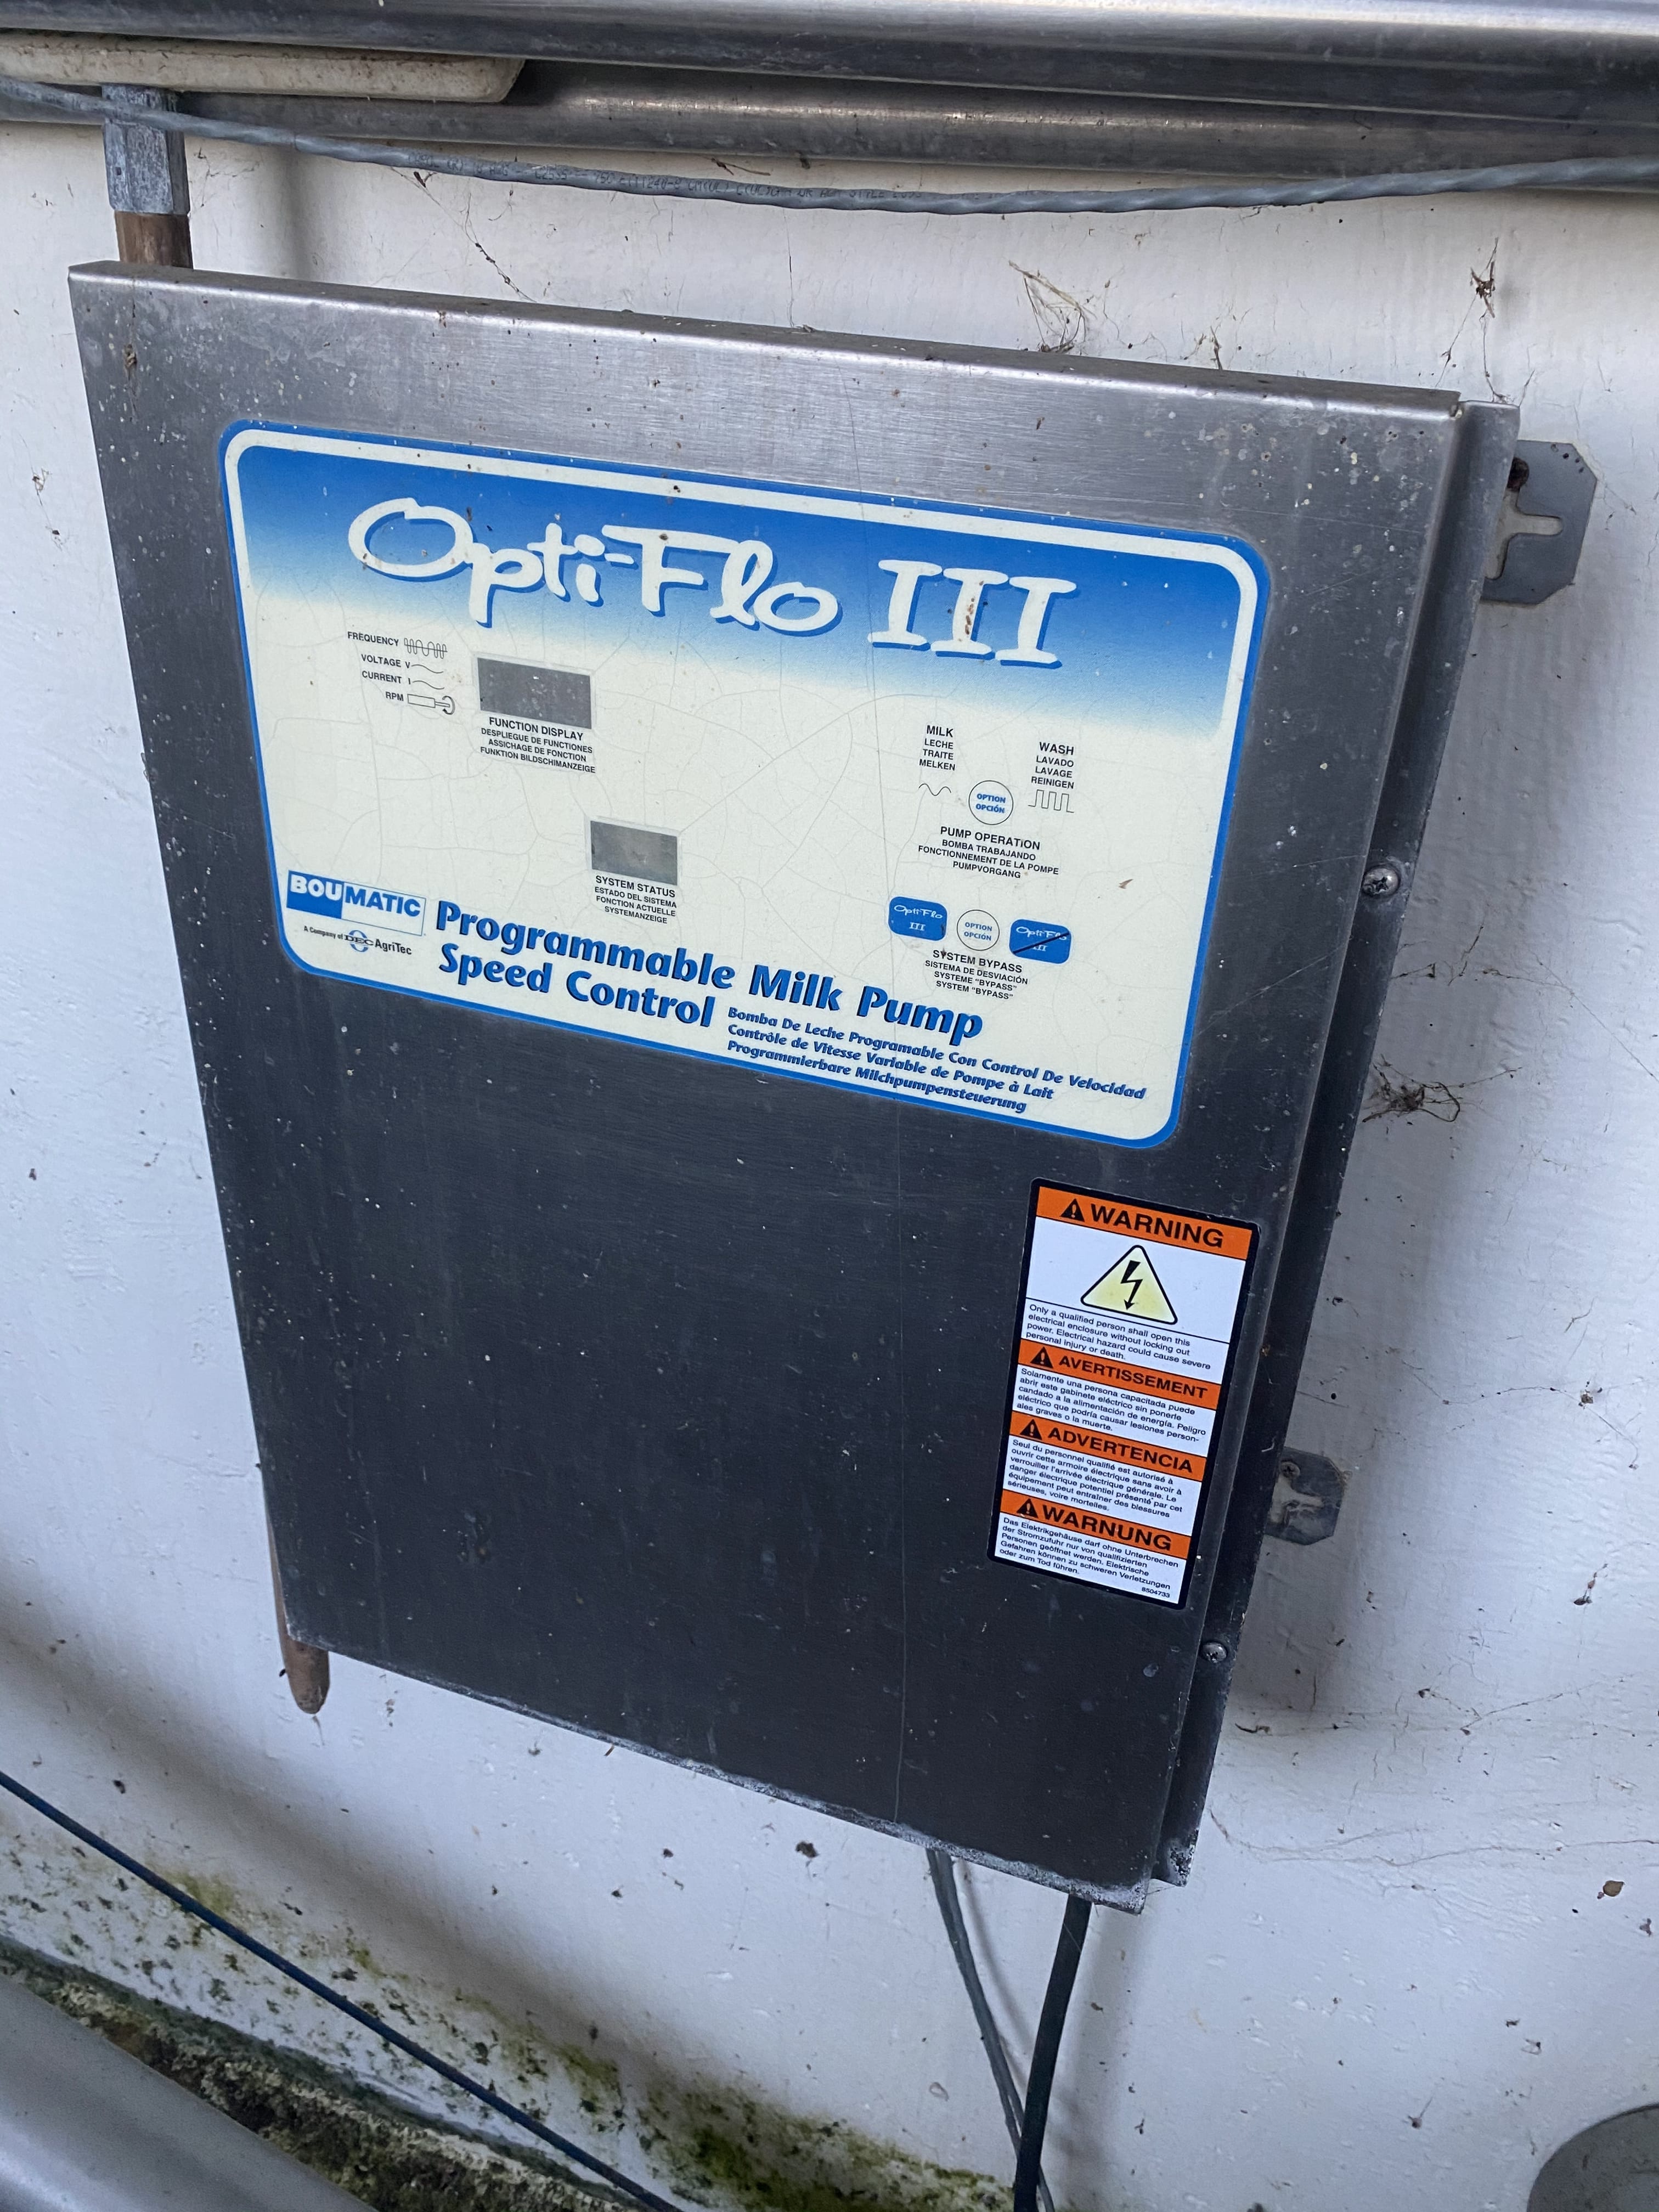 Opti-Flo III
FREQUENCY
VOLTAGE V
CURRENT I
RPM
FUNCTION DISPLAY
DESPLIEGUE DE FUNCTIONES
ASSICHAGE DE FONCTION
FUNKTION BILDSCHIMANZEIGE
MILK
LECHE
TRAITE
MELKEN
WASH
LAVADO
LAVAGE
REINIGEN
OPTION
OPCIÓN
PUMP OPERATION
BOMBA TRABAJANDO
FONCTIONNEMENT DE LA POMPE
PUMPVORGANG
SYSTEM STATUS
ESTADO DEL SISTEMA
FONCTION ACTUELLE
SYSTEMANZEIGE
Opti-Flo
III
OPTION
OPCIÓN
Opti-Flo
III
SYSTEM BYPASS
SISTEMA DE DESVIACIÓN
SYSTEME "BYPASS"
SYSTEM "BYPASS"
BOUMATIC
A Company of DEC AgriTec
Programmable Milk Pump
Speed Control
Bomba De Leche Programable Con Control De Velocidad
Contrôle de Vitesse Variable de Pompe à Lait
Programmierbare Milchpumpensteuerung
WARNING
Only a qualified person shall open this
electrical enclosure without locking out
power. Electrical hazard could cause severe
personal injury or death.
AVERTISSEMENT
Solamente una persona capacitada puede
abrir este gabinete eléctrico sin ponerle
candado a la alimentación de energía. Peligro
eléctrico que podría causar lesiones person-
ales graves o la muerte.
ADVERTENCIA
Seul du personnel qualifié est autorisé à
ouvrir cette armoire électrique sans avoir à
verrouiller l'arrivée électrique générale. Le
danger électrique potentiel présenté par cet
équipement peut entraîner des blessures
sérieuses, voire mortelles.
WARNUNG
Das Elektrikgehäuse darf ohne Unterbrechen
der Stromzufuhr nur von qualifizierten
Personen geöffnet werden. Elektrische
Gefahren können zu schweren Verletzungen
oder zum Tod führen.
8504733